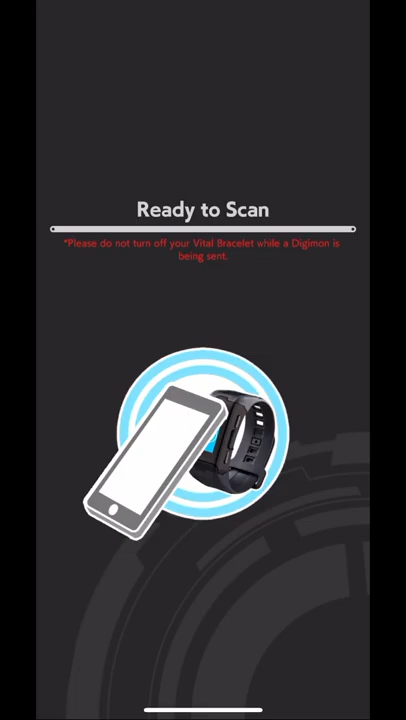 Ready to Scan
*Please do not turn off your Vital Bracelet while a Digimon is
being sent.